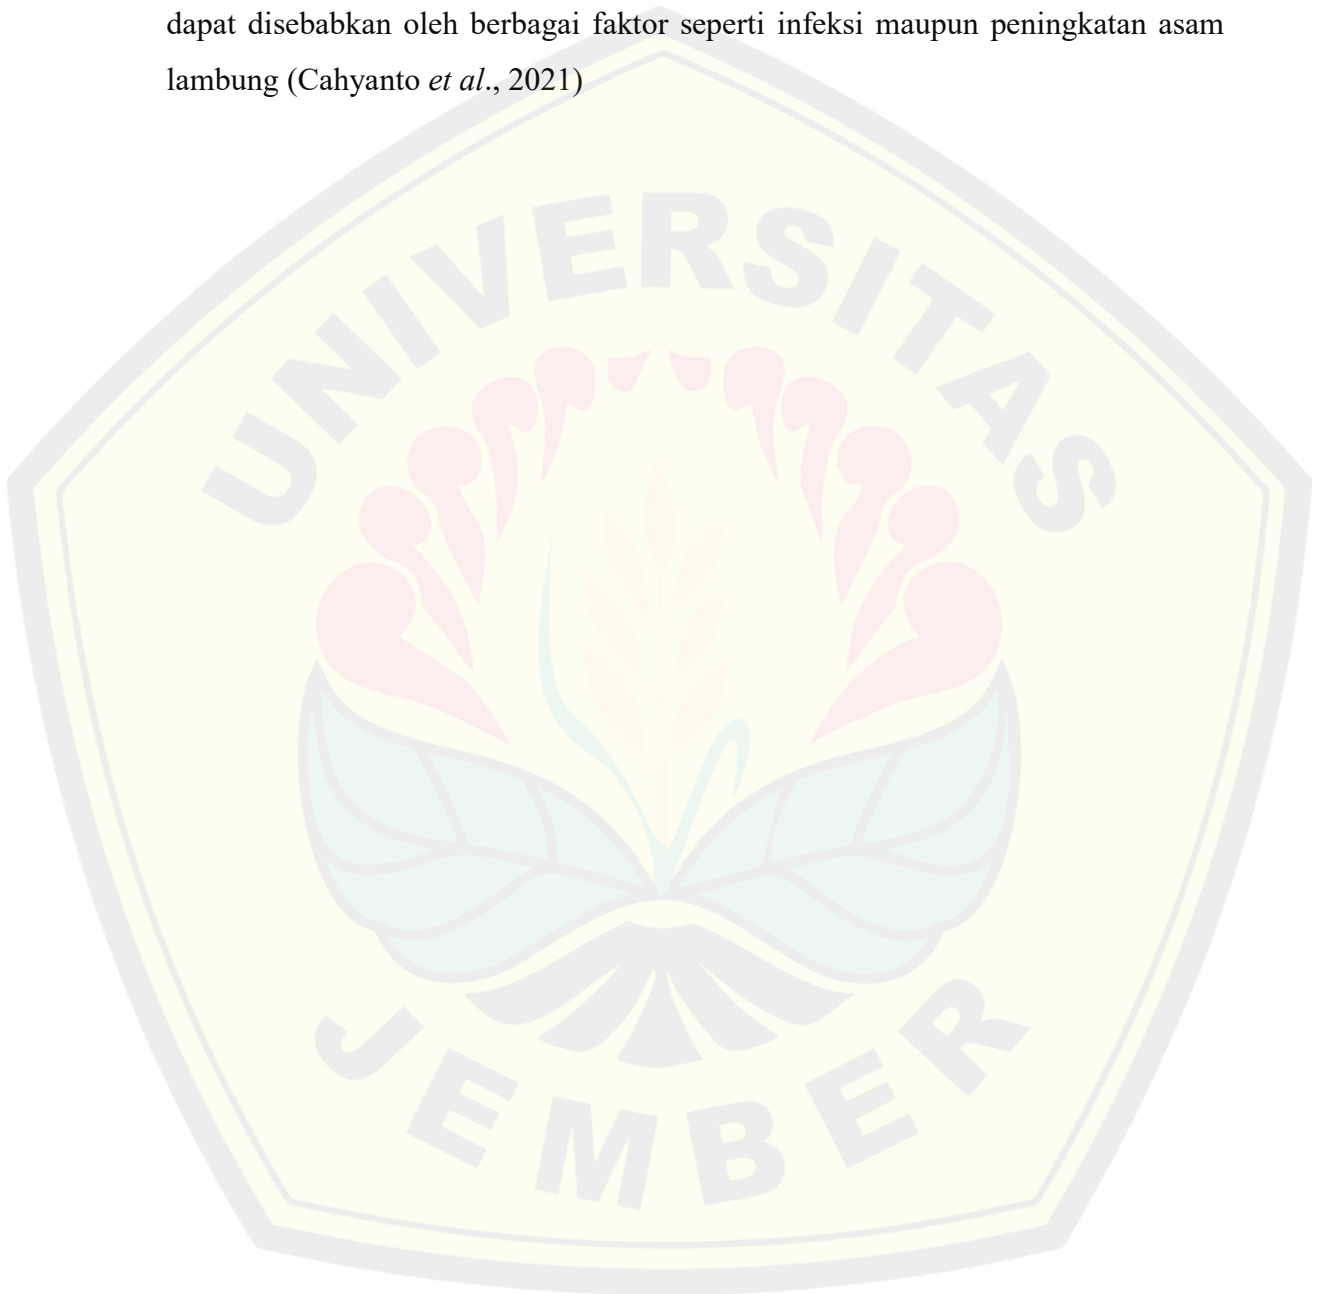 dapat disebabkan oleh berbagai faktor seperti infeksi maupun peningkatan asam
lambung (Cahyanto et al., 2021)
UNIVERSITAS
JEMBER